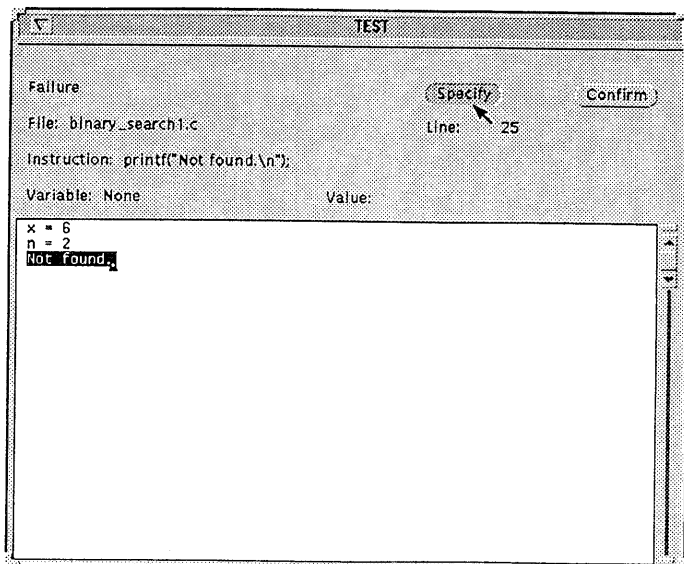 TEST
Failure
Specify
Confirm
File: binary_search1.c
Line: 25
Instruction: printf("Not found.\n");
Variable: None
Value:
x = 6
n = 2
Not found.